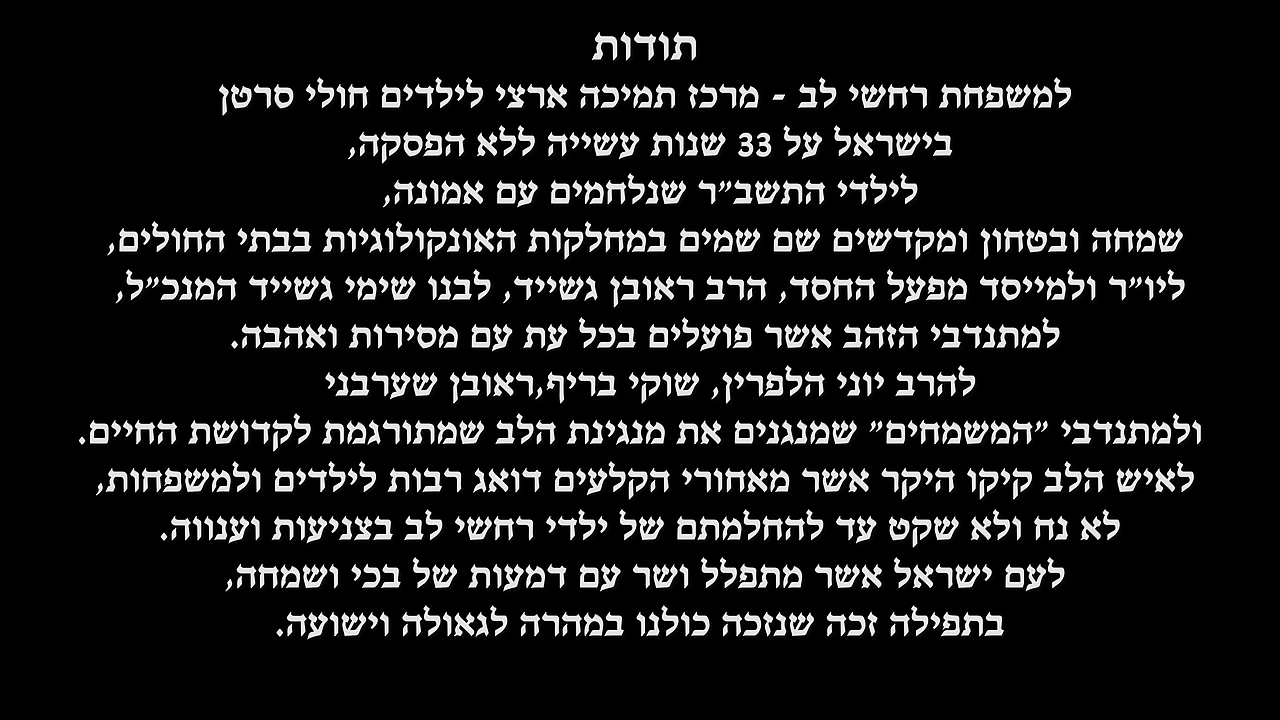 תודות
למשפחת רחשי לב - מרכז תמיכה ארצי לילדים חולי סרטן
בישראל על 33 שנות עשייה ללא הפסקה,
לילדי התשב״ר שנלחמים עם אמונה,
שמחה ובטחון ומקדשים שם שמים במחלקות האונקולוגיות בבתי החולים,
ליו״ר ולמייסד מפעל החסד, הרב ראובן גשייד, לבנו שימי גשייד המנכ״ל,
למתנדבי הזהב אשר פועלים בכל עת עם מסירות ואהבה.
להרב יוני הלפרין, שוקי בריף,ראובן שערבני
ולמתנדבי ״המשמחים״ שמנגנים את מנגינת הלב שמתורגמת לקדושת החיים.
לאיש הלב קיקו היקר אשר מאחורי הקלעים דואג רבות לילדים ולמשפחות,
לא נח ולא שקט עד להחלמתם של ילדי רחשי לב בצניעות וענווה.
לעם ישראל אשר מתפלל ושר עם דמעות של בכי ושמחה,
בתפילה זכה שנזכה כולנו במהרה לגאולה וישועה.